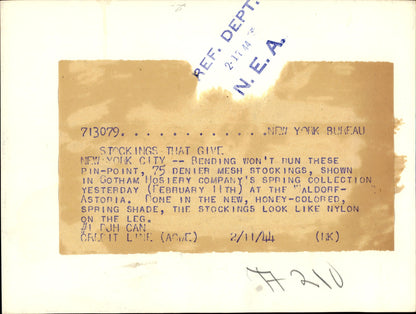 REF. DEPT.
2-11-44
N. E. A.
713079..............NEW YORK BUREAU
STOCKINGS THAT GIVE
NEW YORK CITY -- BENDING WON'T RUN THESE
PIN-POINT, 75 DENIER MESH STOCKINGS, SHOWN
IN GOTHAM HOSIERY COMPANY'S SPRING COLLECTION
YESTERDAY (FEBRUARY 11TH) AT THE WALDORF-
ASTORIA. DONE IN THE NEW, HONEY-COLORED,
SPRING SHADE, THE STOCKINGS LOOK LIKE NYLON
ON THE LEG.
#1 DJH CAN
CREDIT LINE (ACME) 2/11/44 (MK)
# 210